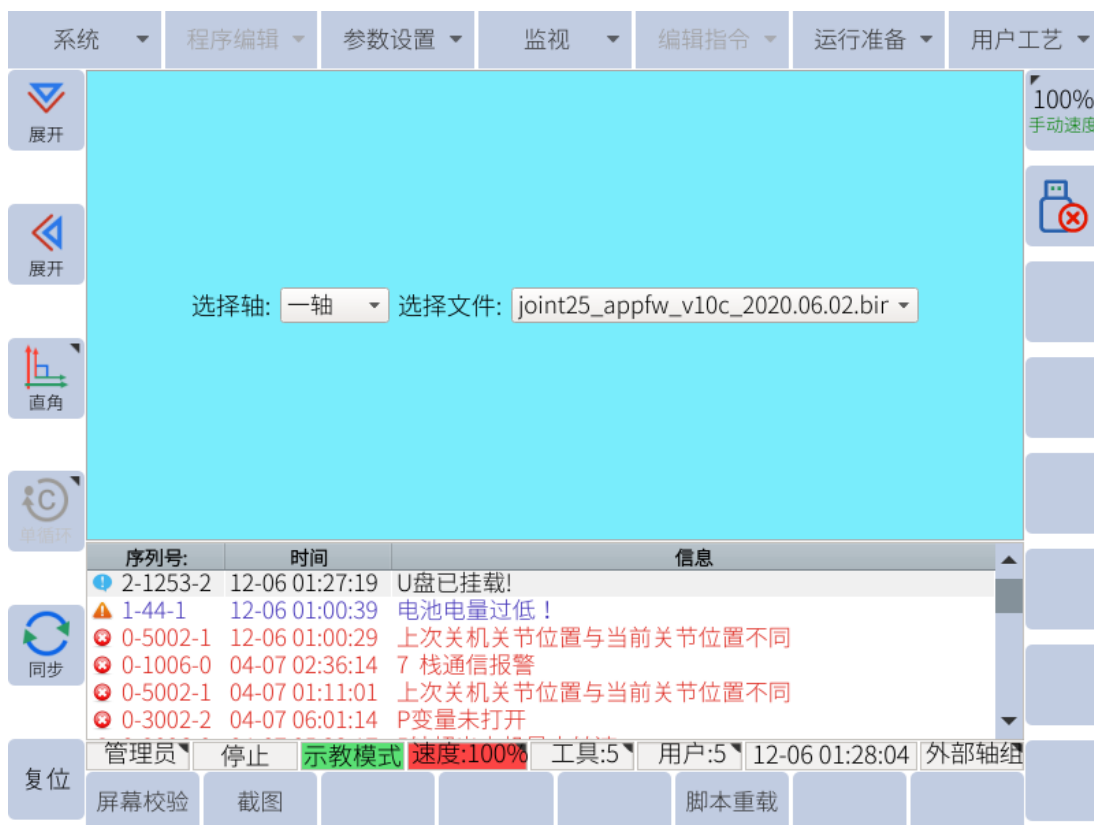 系统 程序编辑 参数设置 监视 编辑指令 运行准备 用户工艺
展开
100%
手动速度
展开
选择轴: 一轴 选择文件: joint25_appfw_v10c_2020.06.02.bir
直角
C
单循环
序列号: 时间 信息
2-1253-2 12-06 01:27:19 U盘已挂载!
1-44-1 12-06 01:00:39 电池电量过低！
0-5002-1 12-06 01:00:29 上次关机关节位置与当前关节位置不同
0-1006-0 04-07 02:36:14 7 栈通信报警
0-5002-1 04-07 01:11:01 上次关机关节位置与当前关节位置不同
0-3002-2 04-07 06:01:14 P变量未打开
同步
管理员 停止 示教模式 速度:100% 工具:5 用户:5 12-06 01:28:04 外部轴组
复位
屏幕校验 截图 脚本重载